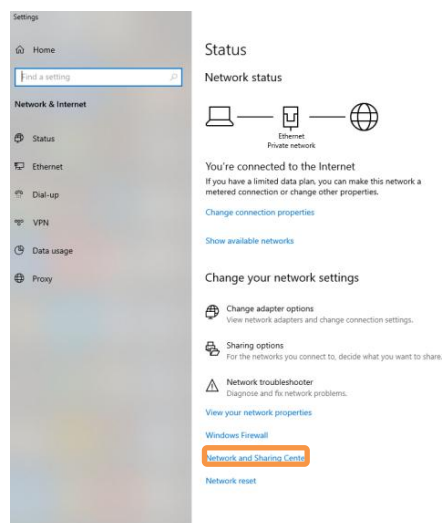 Settings
Home
Find a setting
Network & Internet
Status
Ethernet
Dial-up
VPN
Data usage
Proxy
Status
Network status
Ethernet
Private network
You're connected to the Internet
If you have a limited data plan, you can make this network a
metered connection or change other properties.
Change connection properties
Show available networks
Change your network settings
Change adapter options
View network adapters and change connection settings.
Sharing options
For the networks you connect to, decide what you want to share.
Network troubleshooter
Diagnose and fix network problems.
View your network properties
Windows Firewall
Network and Sharing Center
Network reset